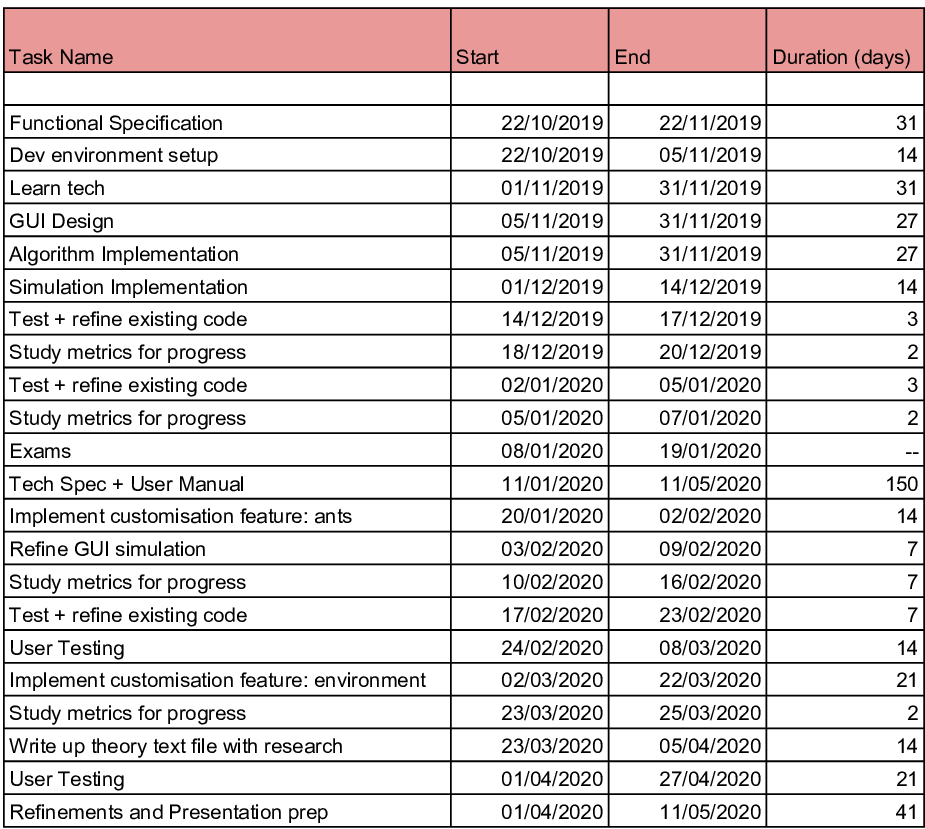 Task Name Start End Duration (days)
Functional Specification 22/10/2019 22/11/2019 31
Dev environment setup 22/10/2019 05/11/2019 14
Learn tech 01/11/2019 31/11/2019 31
GUI Design 05/11/2019 31/11/2019 27
Algorithm Implementation 05/11/2019 31/11/2019 27
Simulation Implementation 01/12/2019 14/12/2019 14
Test + refine existing code 14/12/2019 17/12/2019 3
Study metrics for progress 18/12/2019 20/12/2019 2
Test + refine existing code 02/01/2020 05/01/2020 3
Study metrics for progress 05/01/2020 07/01/2020 2
Exams 08/01/2020 19/01/2020 --
Tech Spec + User Manual 11/01/2020 11/05/2020 150
Implement customisation feature: ants 20/01/2020 02/02/2020 14
Refine GUI simulation 03/02/2020 09/02/2020 7
Study metrics for progress 10/02/2020 16/02/2020 7
Test + refine existing code 17/02/2020 23/02/2020 7
User Testing 24/02/2020 08/03/2020 14
Implement customisation feature: environment 02/03/2020 22/03/2020 21
Study metrics for progress 23/03/2020 25/03/2020 2
Write up theory text file with research 23/03/2020 05/04/2020 14
User Testing 01/04/2020 27/04/2020 21
Refinements and Presentation prep 01/04/2020 11/05/2020 41